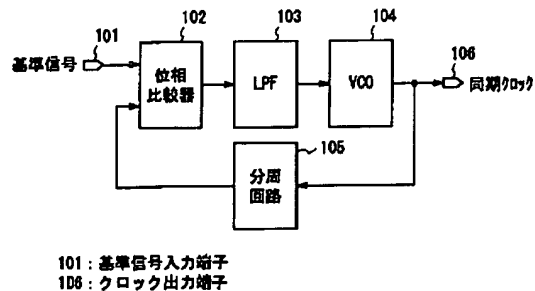 101
102
103
104
106
基準信号
位相
比較器
LPF
VCO
同期クロック
105
分周
回路
101:基準信号入力端子
106:クロック出力端子